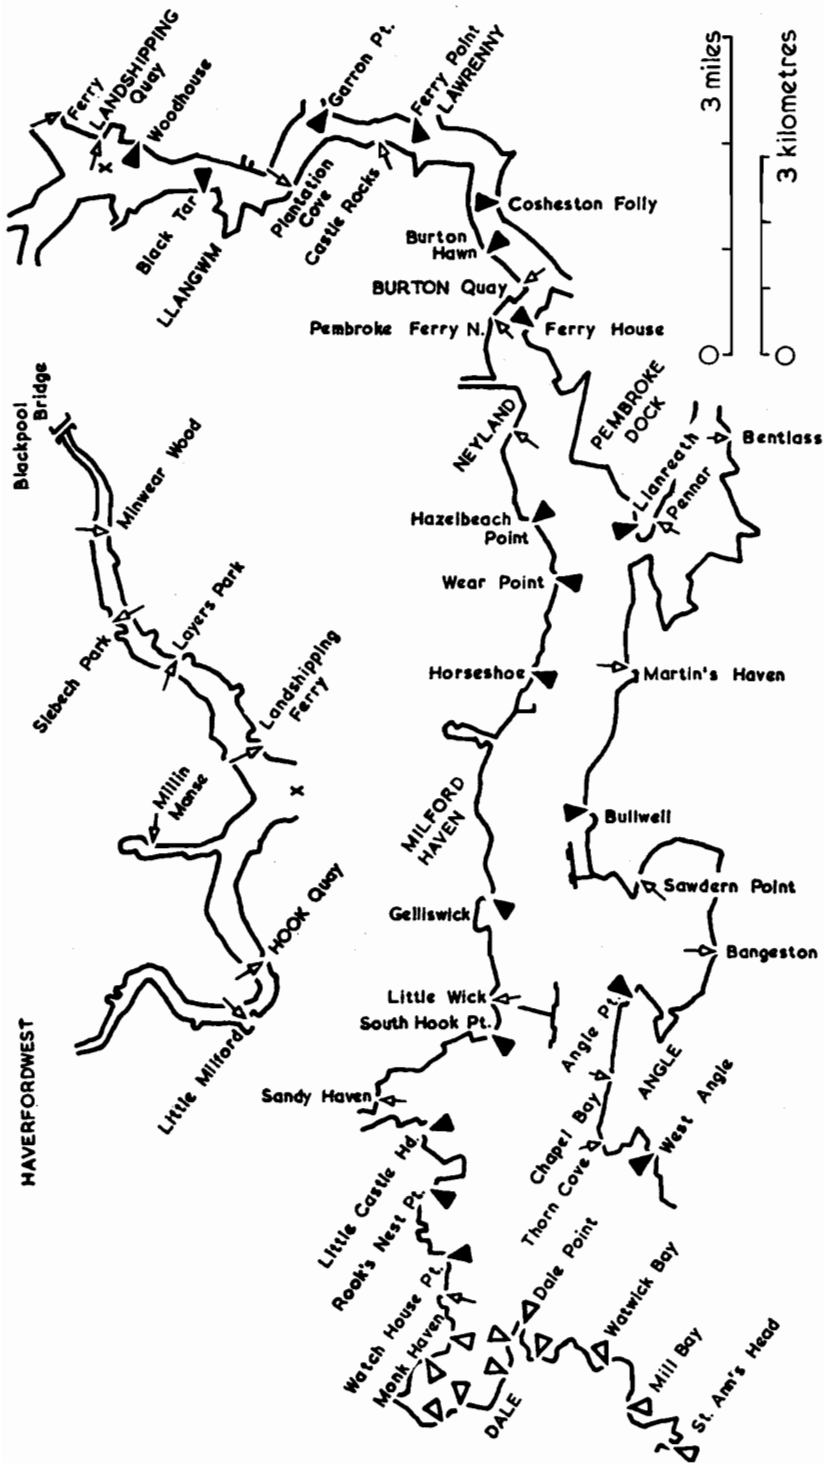 Ferry
LANDSHIPPING
Quay
Woodhouse
x
Black Tar
LLANGWM
Plantation
Cove
Castle Rocks
Garron Pt.
Ferry Point
LAWRENNY
Cosheston Folly
Burton
Hawn
BURTON Quay
Pembroke Ferry N.
Ferry House
3 miles
0
3 kilometres
0
Blackpool
Bridge
Minwear Wood
Slebech Park
Layers Park
Landshipping
Ferry
Millin
Manse
x
HOOK Quay
Little Milford
HAVERFORDWEST
NEYLAND
PEMBROKE
DOCK
Llanreath
Pennar
Bentlass
Hazelbeach
Point
Wear Point
Horseshoe
Martin's Haven
MILFORD
HAVEN
Bullwell
Gelliswick
Sawdern Point
Bangeston
Little Wick
South Hook Pt.
Angle Pt.
ANGLE
Sandy Haven
Chapel Bay
Thorn Cove
West Angle
Little Castle Hd.
Rook's Nest Pt.
Watch House Pt.
Monk Haven
DALE
Dale Point
Watwick Bay
Mill Bay
St. Ann's Head